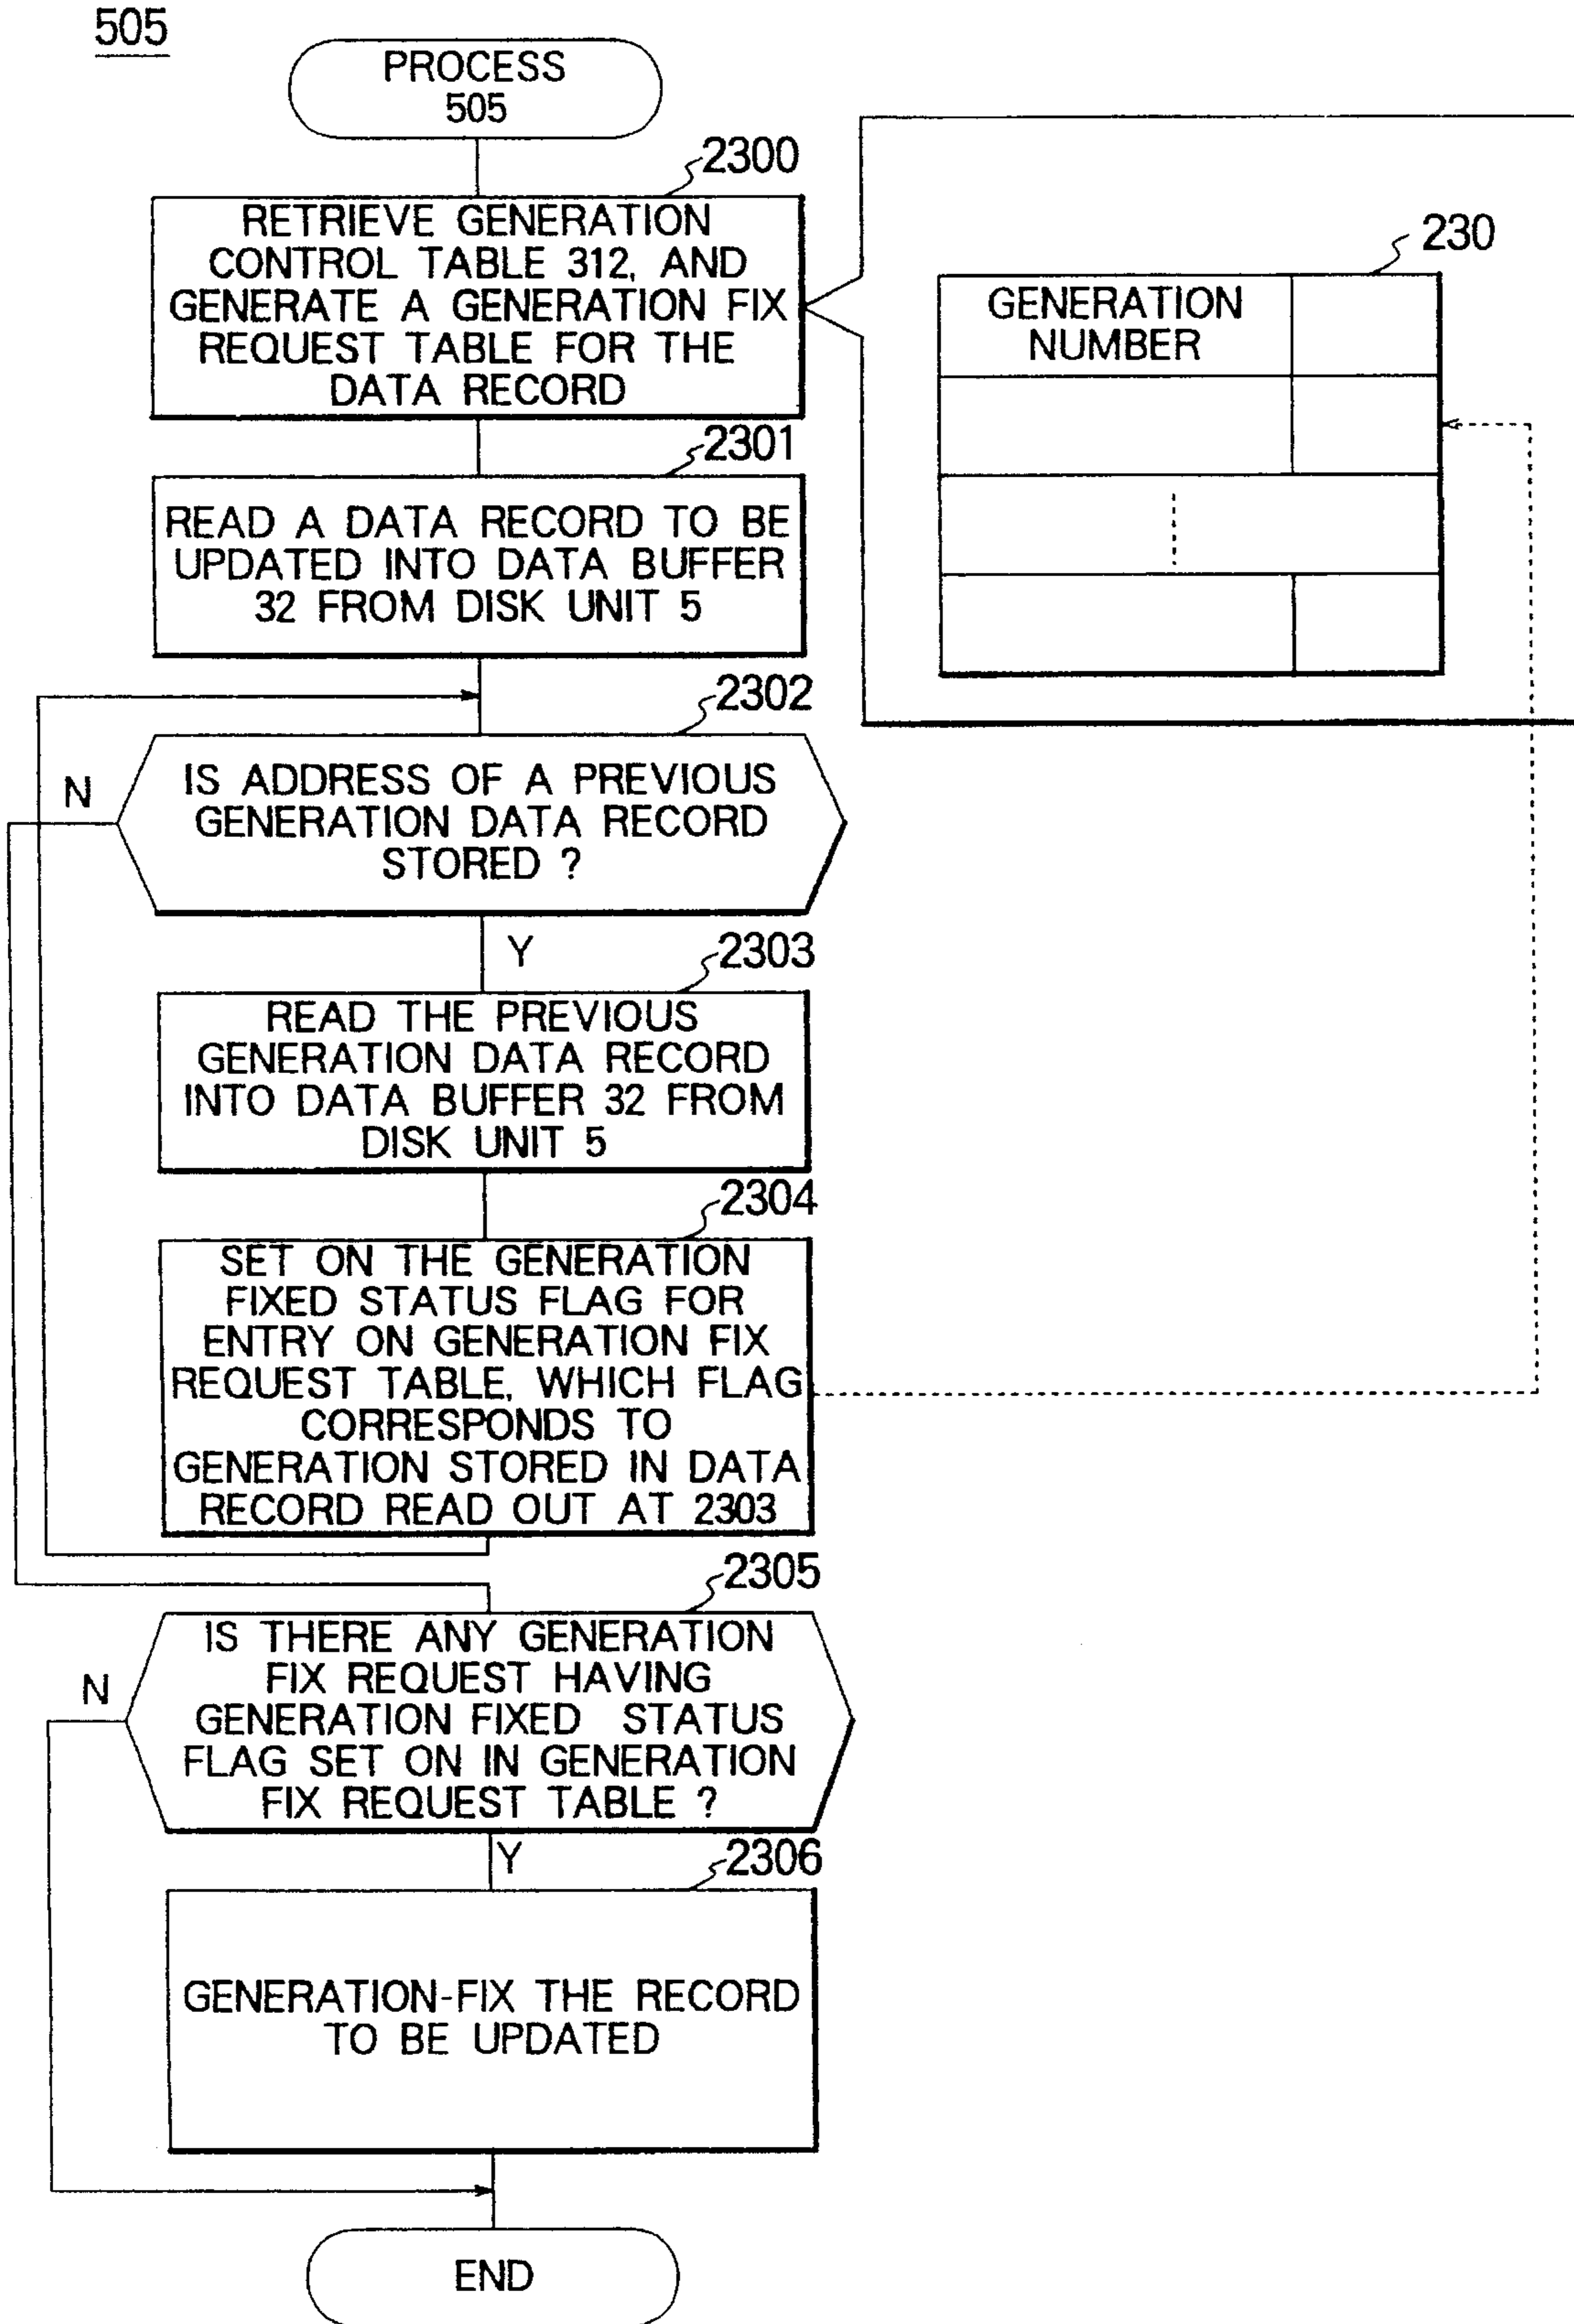 505
PROCESS
505
2300
RETRIEVE GENERATION
CONTROL TABLE 312, AND
GENERATE A GENERATION FIX
REQUEST TABLE FOR THE
DATA RECORD
230
GENERATION
NUMBER
2301
READ A DATA RECORD TO BE
UPDATED INTO DATA BUFFER
32 FROM DISK UNIT 5
2302
N
IS ADDRESS OF A PREVIOUS
GENERATION DATA RECORD
STORED ?
Y
2303
READ THE PREVIOUS
GENERATION DATA RECORD
INTO DATA BUFFER 32 FROM
DISK UNIT 5
2304
SET ON THE GENERATION
FIXED STATUS FLAG FOR
ENTRY ON GENERATION FIX
REQUEST TABLE, WHICH FLAG
CORRESPONDS TO
GENERATION STORED IN DATA
RECORD READ OUT AT 2303
2305
N
IS THERE ANY GENERATION
FIX REQUEST HAVING
GENERATION FIXED STATUS
FLAG SET ON IN GENERATION
FIX REQUEST TABLE ?
Y
2306
GENERATION-FIX THE RECORD
TO BE UPDATED
END